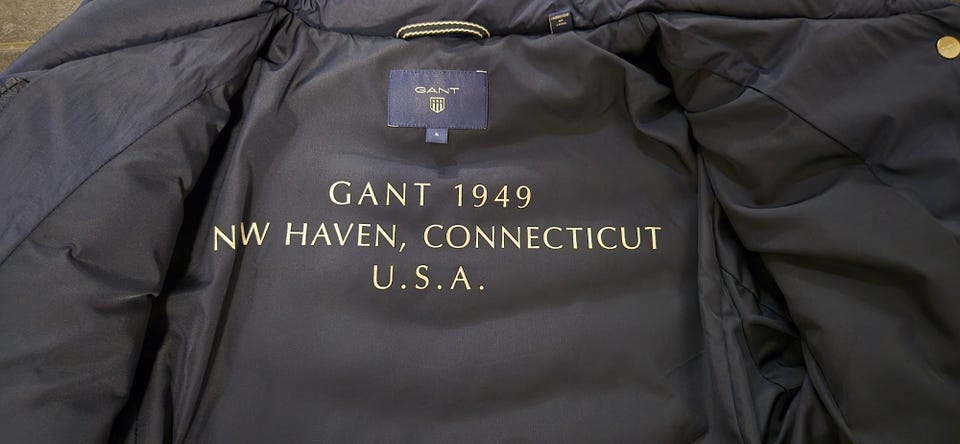 GANT
GANT 1949
NW HAVEN, CONNECTICUT
U.S.A.